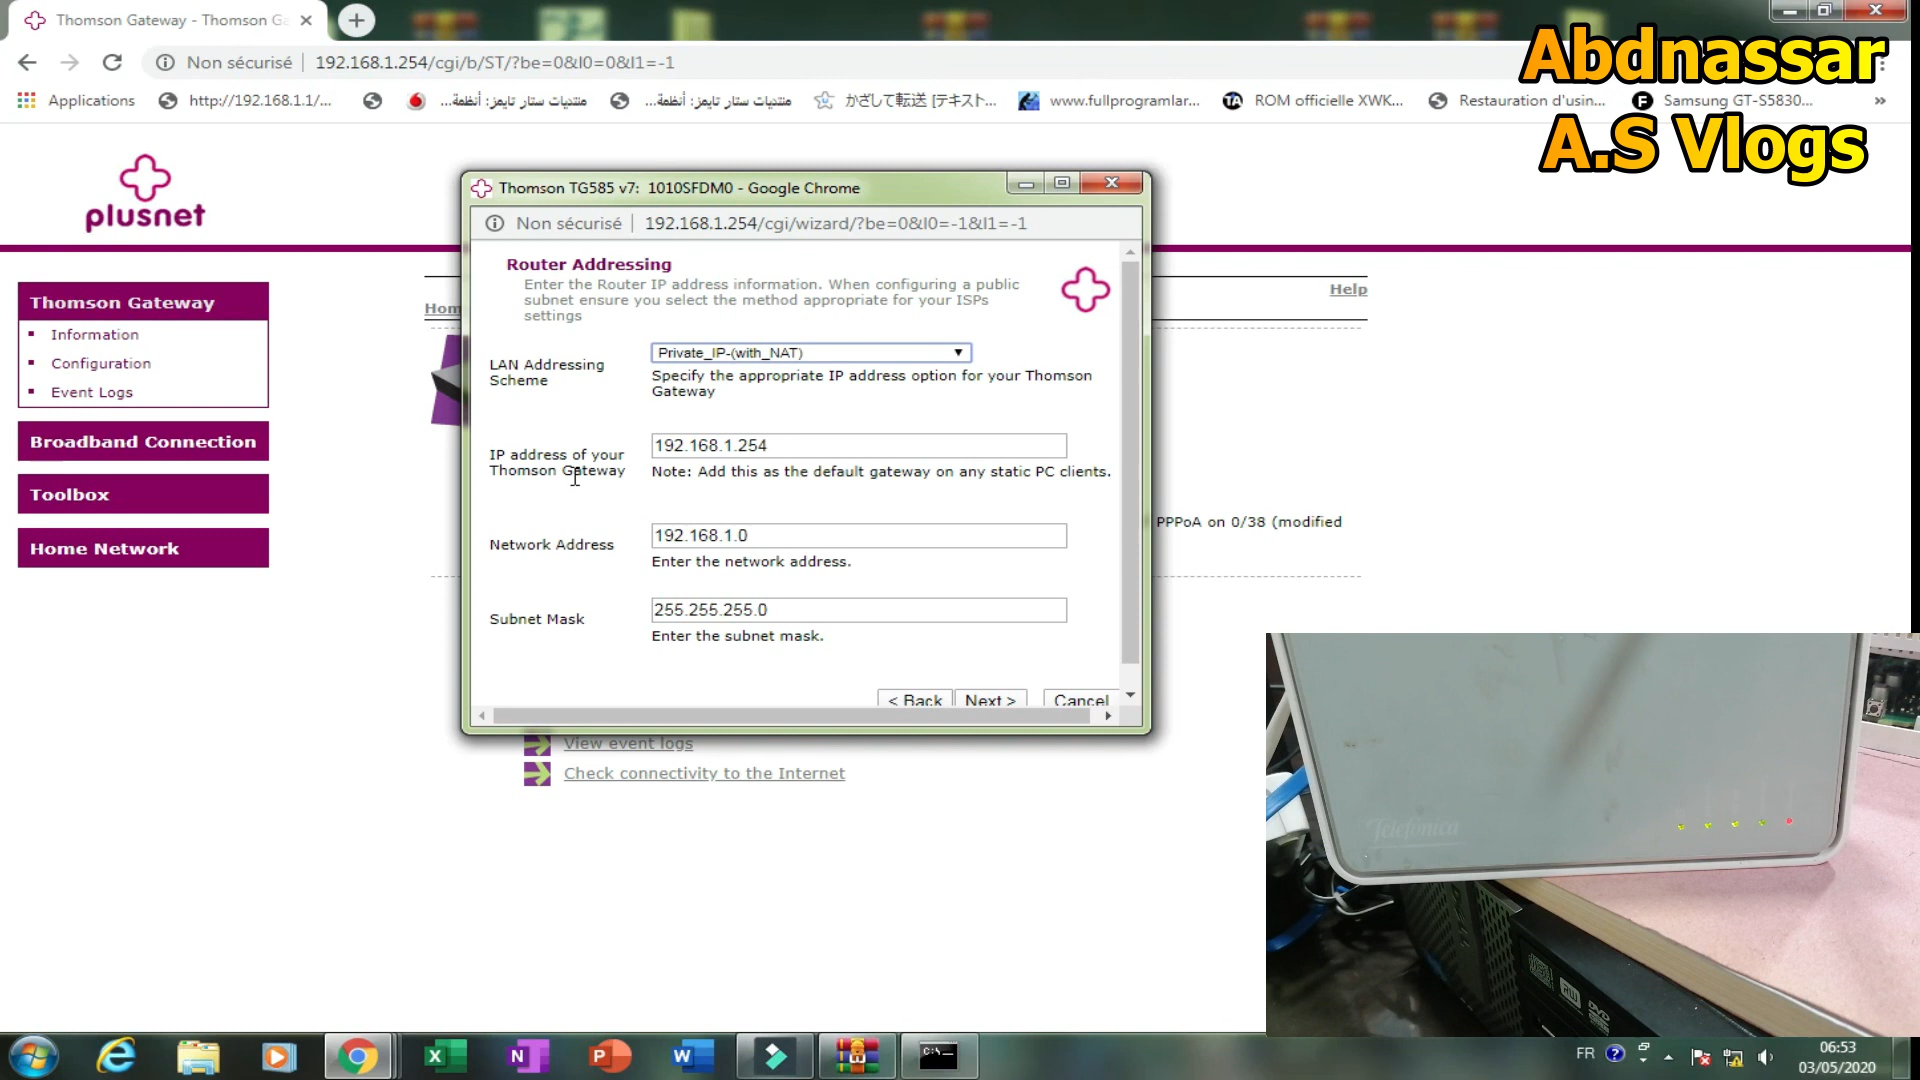 Thomson Gateway - Thomson Ga
Abdnassar
A.S Vlogs
Non sécurisé | 192.168.1.254/cgi/b/ST/?be=0&l0=0&l1=-1
Applications
http://192.168.1.1/...
منتديات ستار تايمز: أنظمة...
منتديات ستار تايمز: أنظمة...
かざして転送 [テキスト...
www.fullprogramlar...
TA
ROM officielle XWK...
Restauration d'usin...
F
Samsung GT-S5830...
»
plusnet
Thomson Gateway
Information
Configuration
Event Logs
Broadband Connection
Toolbox
Home Network
Hom
Help
PPPoA on 0/38 (modified
Thomson TG585 v7: 1010SFDM0 - Google Chrome
Non sécurisé | 192.168.1.254/cgi/wizard/?be=0&l0=-1&l1=-1
Router Addressing
Enter the Router IP address information. When configuring a public
subnet ensure you select the method appropriate for your ISPs
settings
LAN Addressing
Scheme
Private_IP-(with_NAT)
Specify the appropriate IP address option for your Thomson
Gateway
IP address of your
Thomson Gateway
192.168.1.254
Note: Add this as the default gateway on any static PC clients.
Network Address
192.168.1.0
Enter the network address.
Subnet Mask
255.255.255.0
Enter the subnet mask.
< Back
Next >
Cancel
View event logs
Check connectivity to the Internet
Telefonica
RW
DVD
C:\.
FR
06:53
03/05/2020